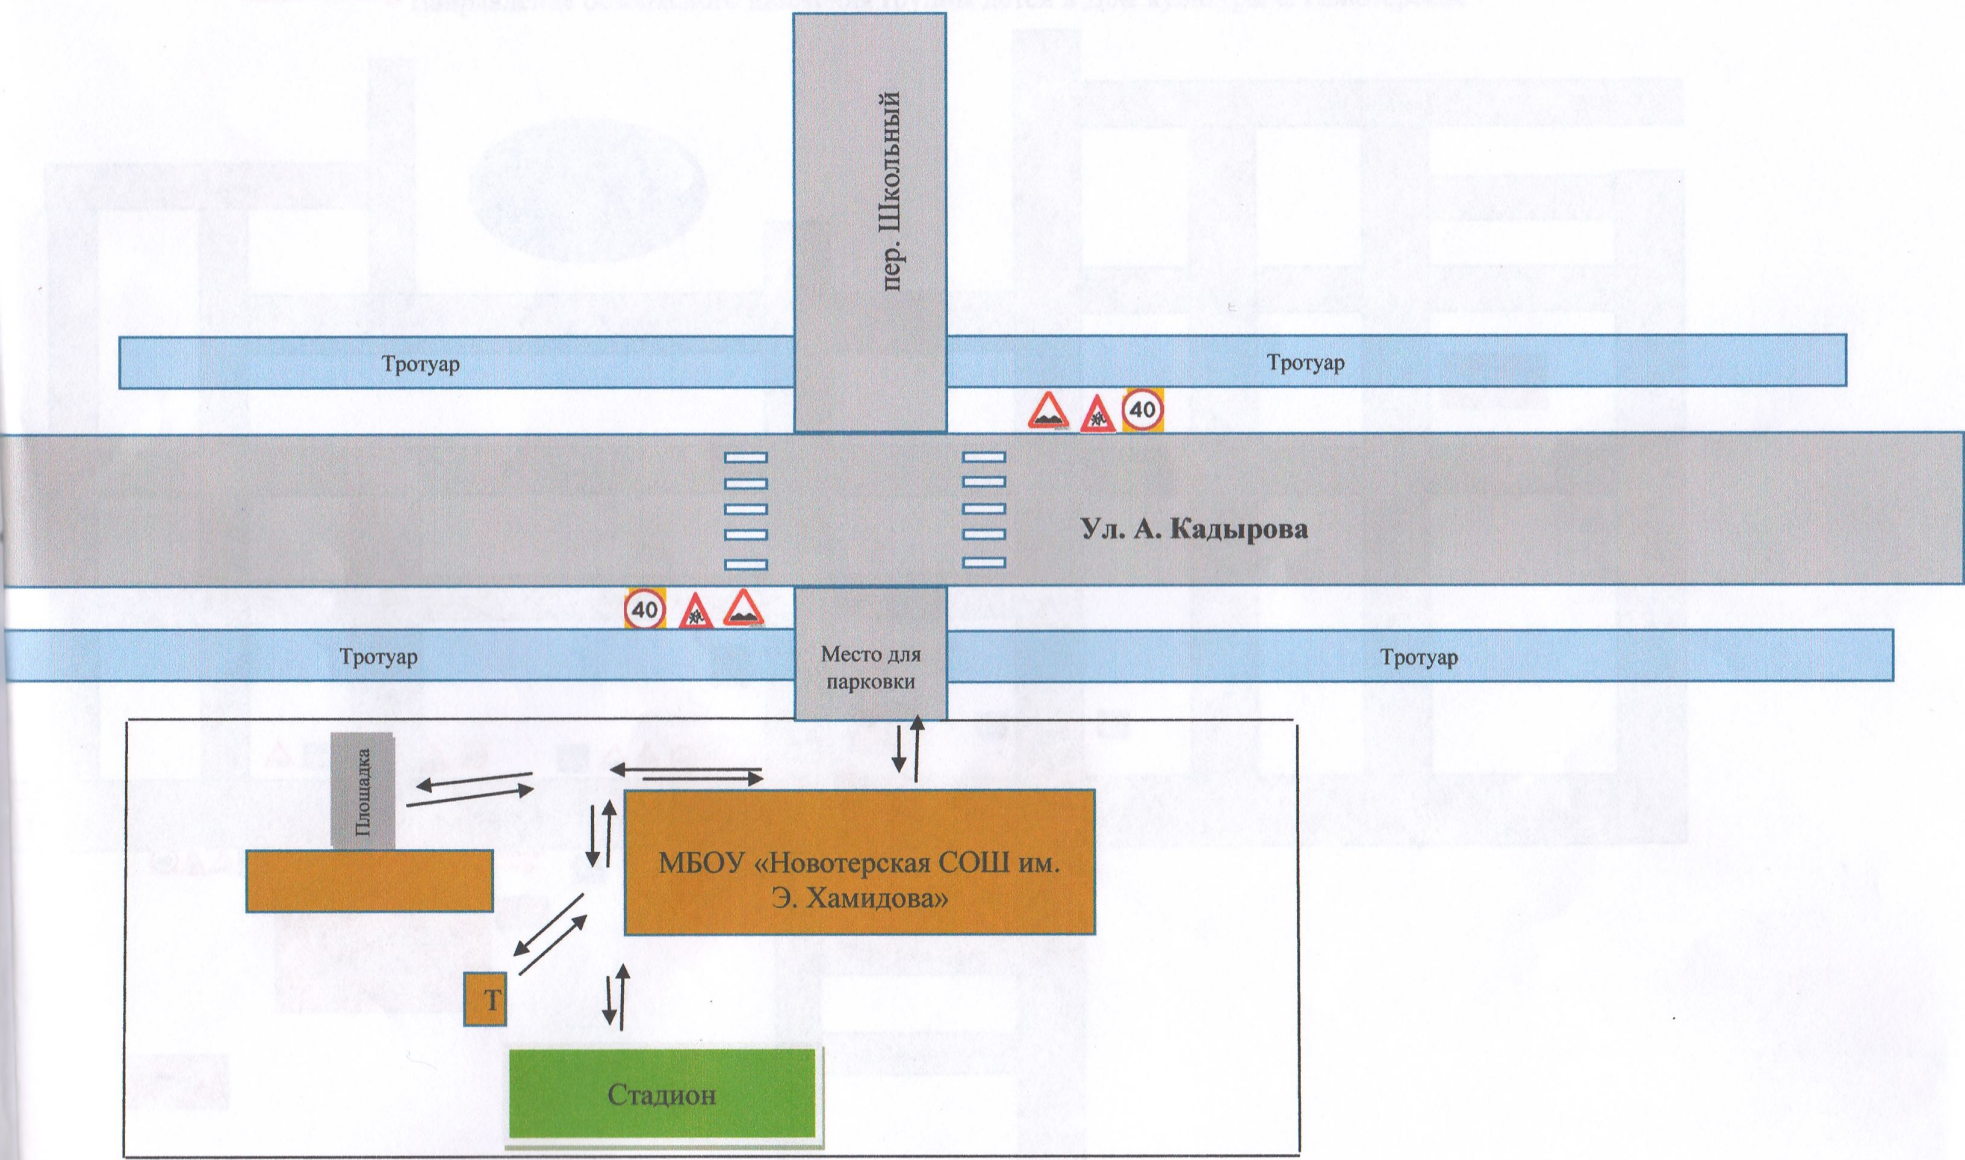 пер. Школьный
Тротуар
Тротуар
40
Ул. А. Кадырова
40
Тротуар
Место для
парковки
Тротуар
Площадка
МБОУ «Новотерская СОШ им.
Э. Хамидова»
Т
Стадион